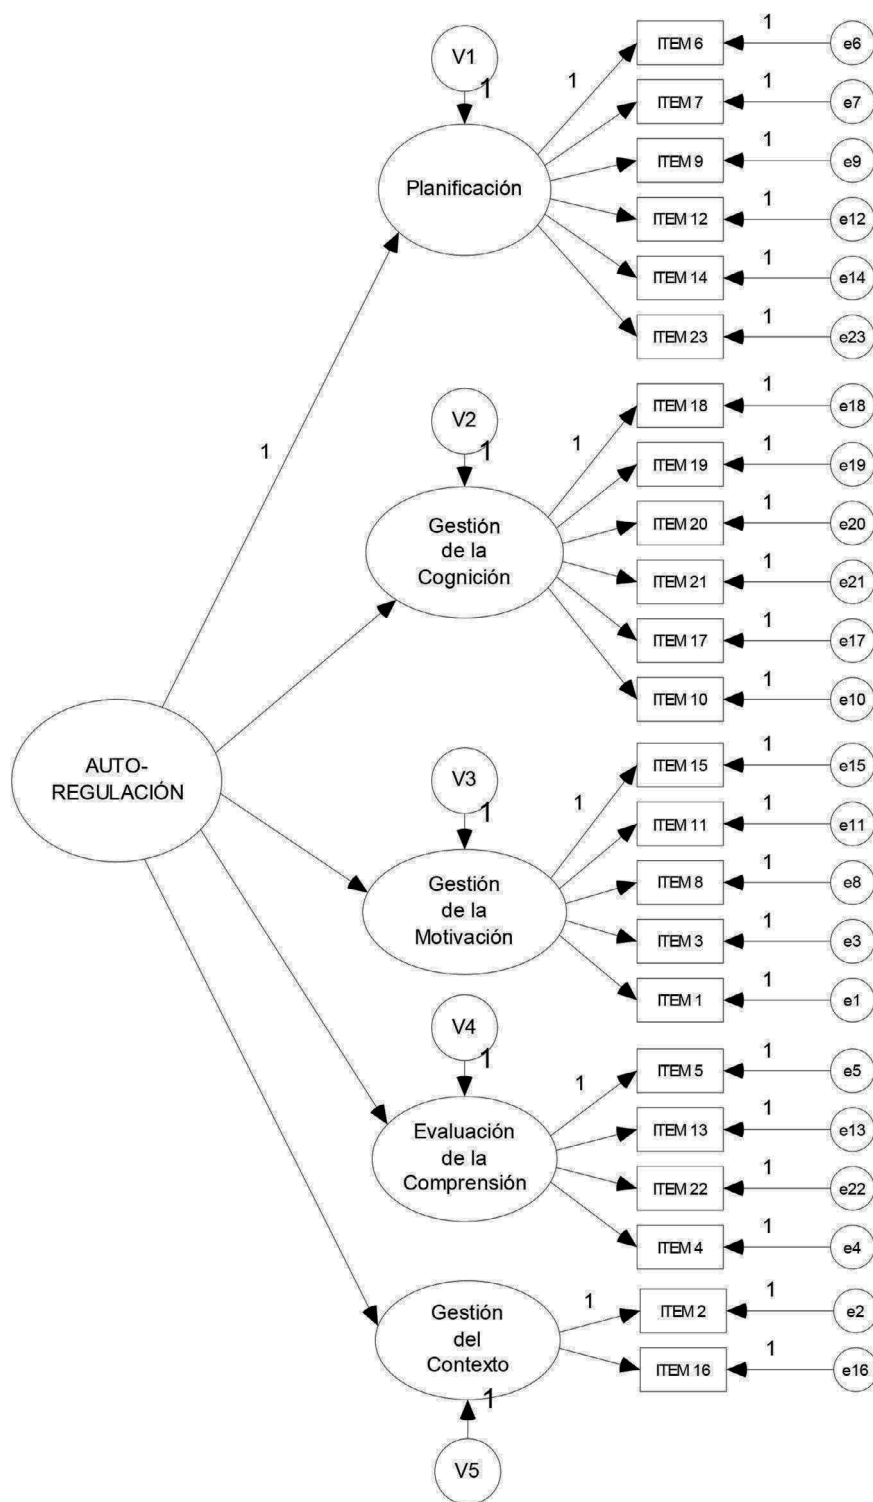 V1
1
Planificación
1
ITEM 6
1
e6
ITEM 7
1
e7
ITEM 9
1
e9
ITEM 12
1
e12
ITEM 14
1
e14
ITEM 23
1
e23
1
V2
1
Gestión
de la
Cognición
1
ITEM 18
1
e18
ITEM 19
1
e19
ITEM 20
1
e20
ITEM 21
1
e21
ITEM 17
1
e17
ITEM 10
1
e10
AUTO-
REGULACIÓN
V3
1
Gestión
de la
Motivación
1
ITEM 15
1
e15
ITEM 11
1
e11
ITEM 8
1
e8
ITEM 3
1
e3
ITEM 1
1
e1
V4
1
Evaluación
de la
Comprensión
1
ITEM 5
1
e5
ITEM 13
1
e13
ITEM 22
1
e22
ITEM 4
1
e4
Gestión
del
Contexto
1
ITEM 2
1
e2
ITEM 16
1
e16
1
V5